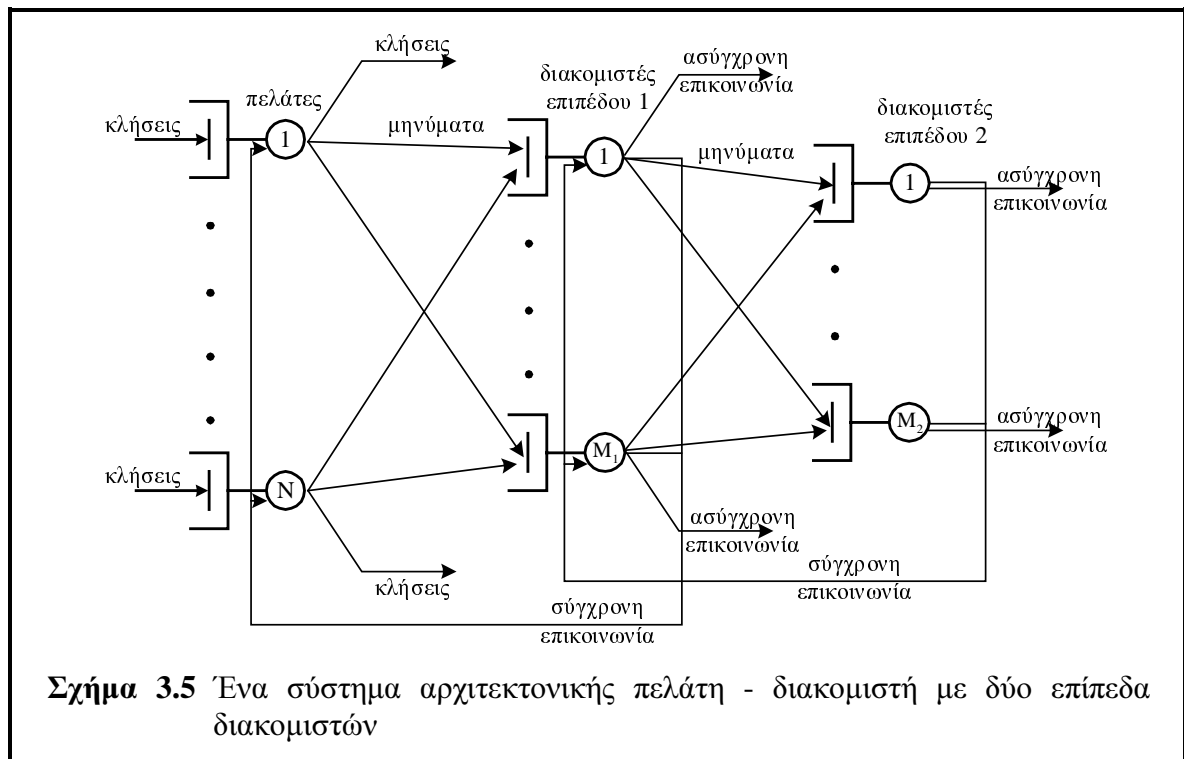 κλήσεις
πελάτες
κλήσεις
1
μηνύματα
διακομιστές
επιπέδου 1
1
ασύγχρονη
επικοινωνία
μηνύματα
διακομιστές
επιπέδου 2
1
ασύγχρονη
επικοινωνία
κλήσεις
N
κλήσεις
M₁
ασύγχρονη
επικοινωνία
M₂
ασύγχρονη
επικοινωνία
σύγχρονη
επικοινωνία
σύγχρονη
επικοινωνία
Σχήμα 3.5 Ένα σύστημα αρχιτεκτονικής πελάτη - διακομιστή με δύο επίπεδα
διακομιστών